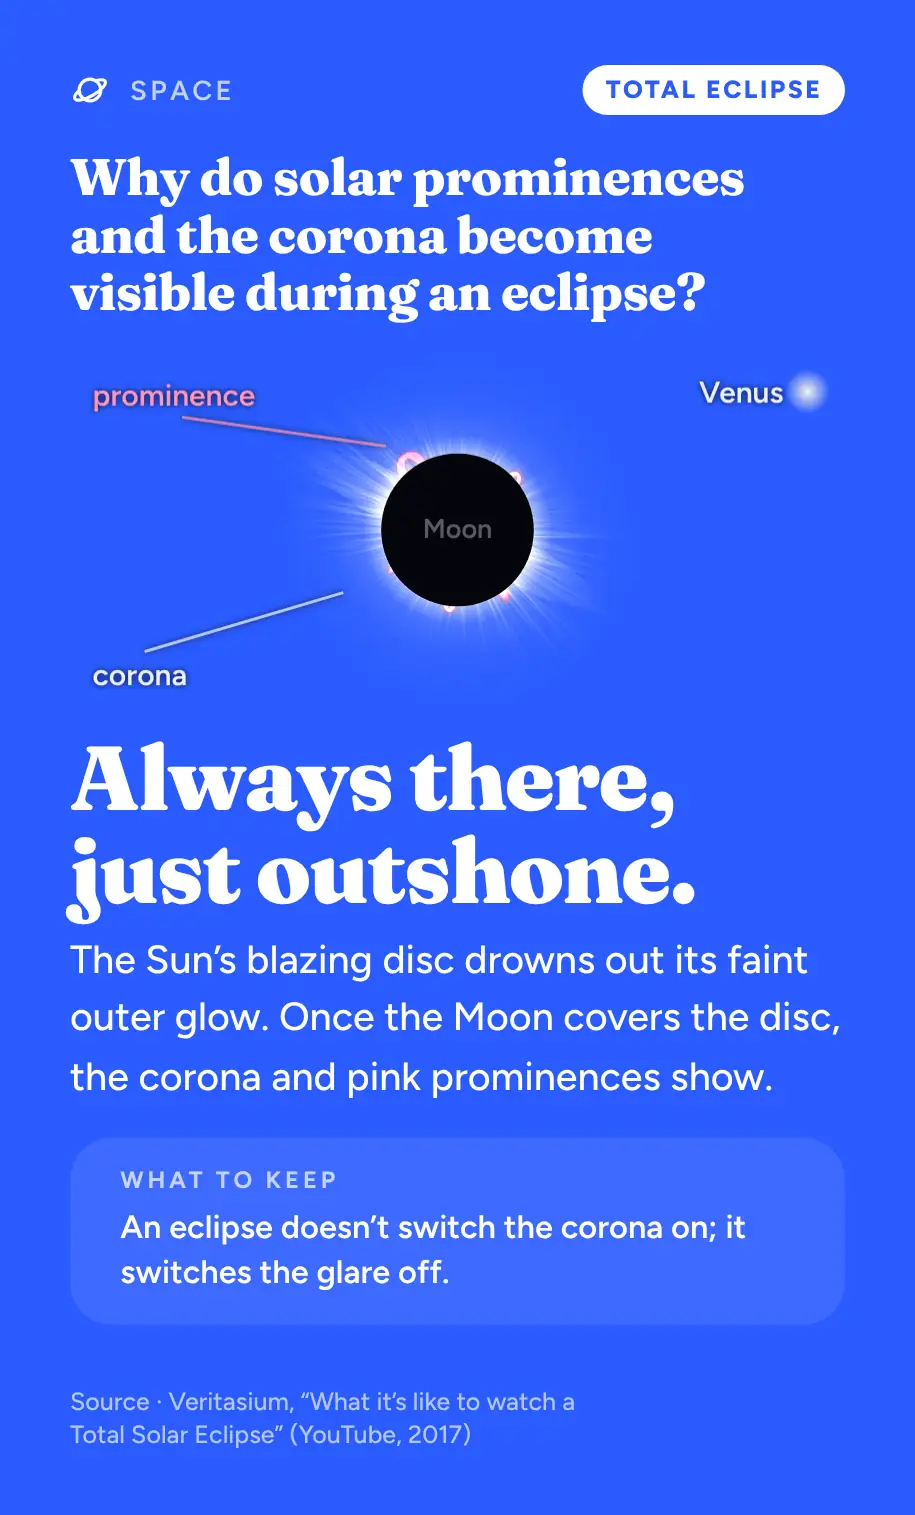 SPACE
TOTAL ECLIPSE
Why do solar prominences
and the corona become
visible during an eclipse?
prominence
Venus
Moon
corona
Always there,
just outshone.
The Sun’s blazing disc drowns out its faint
outer glow. Once the Moon covers the disc,
the corona and pink prominences show.
WHAT TO KEEP
An eclipse doesn’t switch the corona on; it
switches the glare off.
Source · Veritasium, “What it’s like to watch a
Total Solar Eclipse” (YouTube, 2017)